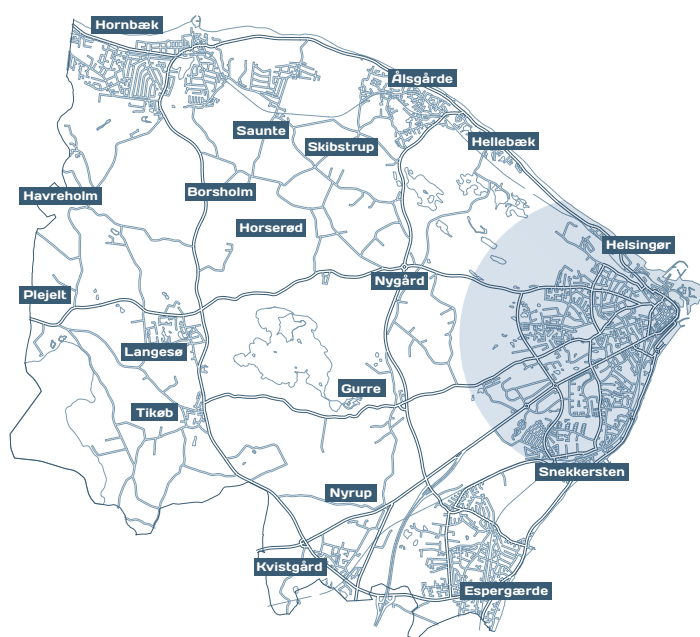 Hornbæk
Ålsgårde
Saunte
Skibstrup
Hellebæk
Havreholm
Borsholm
Horserød
Helsingør
Nygård
Plejelt
Langesø
Gurre
Tikøb
Snekkersten
Nyrup
Kvistgård
Espergærde